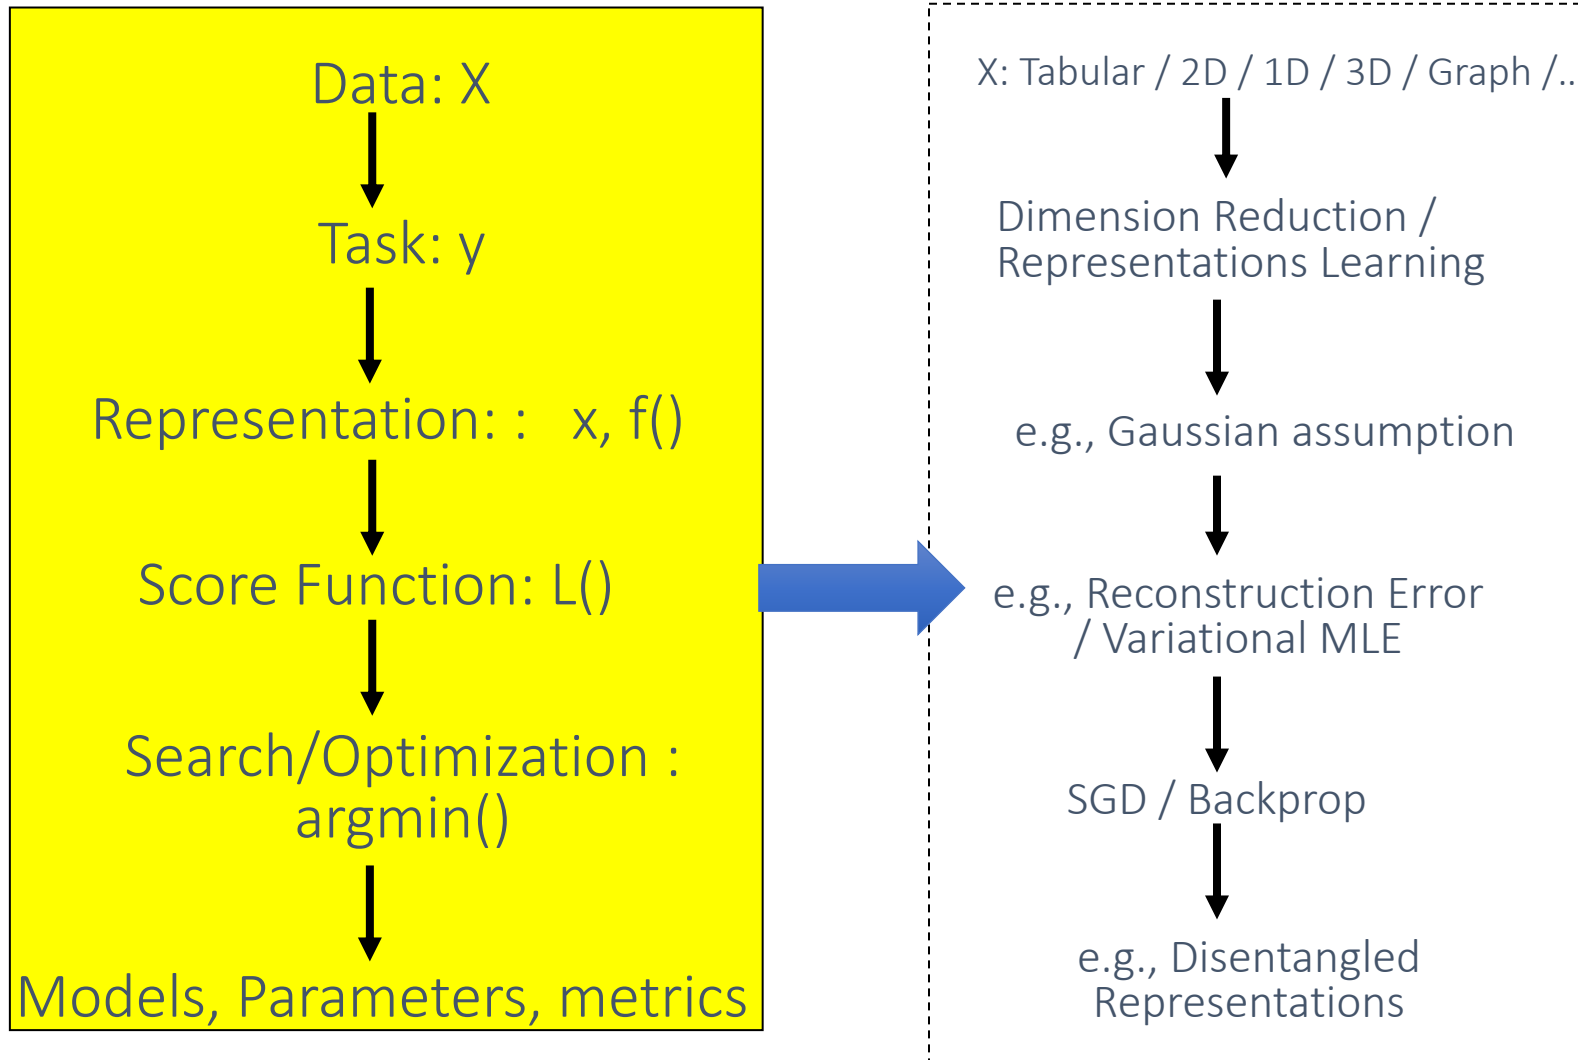 Data: X
Task: y
Representation: :   x, f()
Score Function: L()
Search/Optimization :
argmin()
Models, Parameters, metrics
X: Tabular / 2D / 1D / 3D / Graph /..
Dimension Reduction /
Representations Learning
e.g., Gaussian assumption
e.g., Reconstruction Error
/ Variational MLE
SGD / Backprop
e.g., Disentangled
Representations